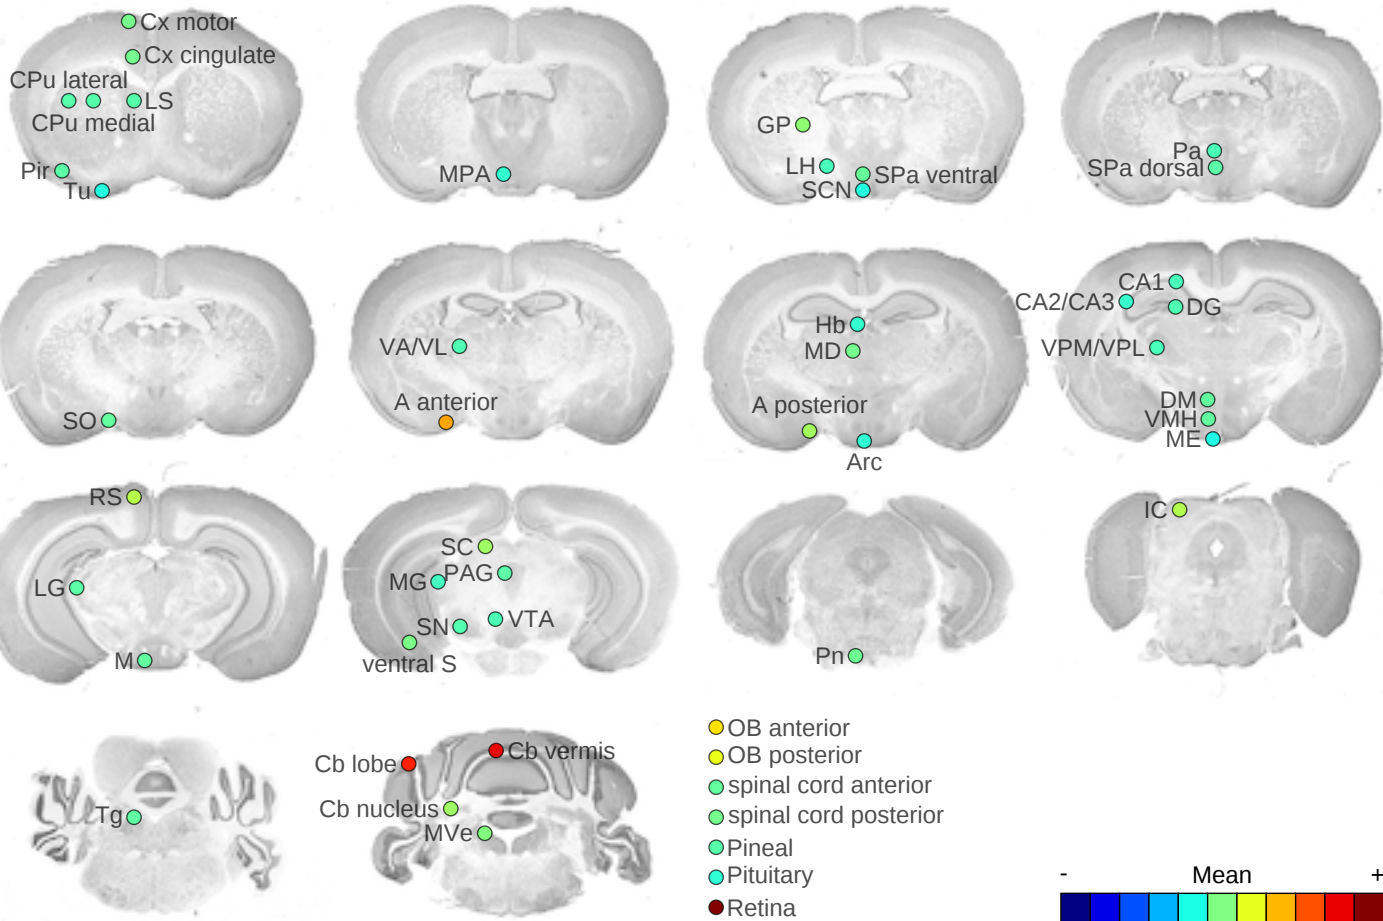 Cx motor
Cx cingulate
CPu lateral
LS
CPu medial
Pir
Tu
MPA
GP
LH
SPa ventral
SCN
Pa
SPa dorsal
SO
VA/VL
A anterior
Hb
MD
A posterior
Arc
CA1
CA2/CA3
DG
VPM/VPL
DM
VMH
ME
RS
LG
M
SC
PAG
MG
VTA
SN
ventral S
Pn
IC
Tg
Cb lobe
Cb vermis
Cb nucleus
MVe
OB anterior
OB posterior
spinal cord anterior
spinal cord posterior
Pineal
Pituitary
Retina
- Mean +